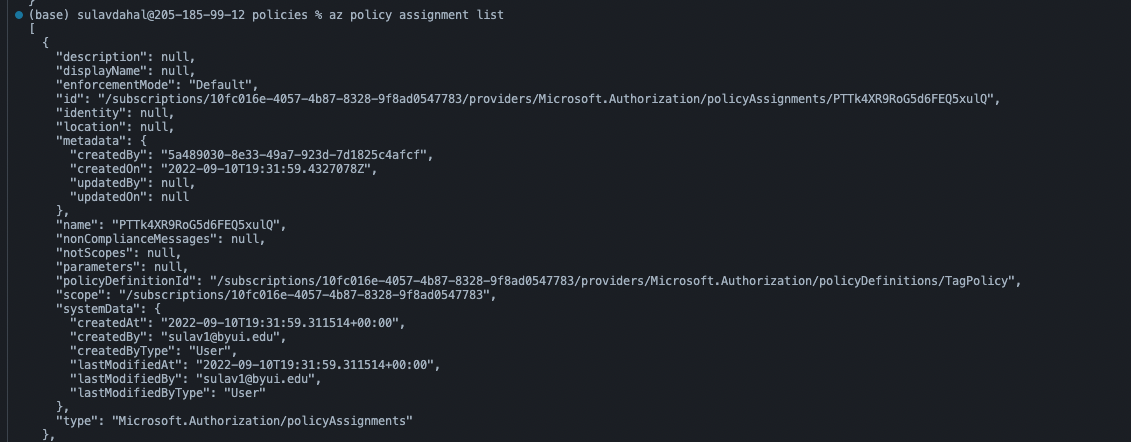 }
(base) sulavdahal@205-185-99-12 policies % az policy assignment list
[
  {
    "description": null,
    "displayName": null,
    "enforcementMode": "Default",
    "id": "/subscriptions/10fc016e-4057-4b87-8328-9f8ad0547783/providers/Microsoft.Authorization/policyAssignments/PTTk4XR9RoG5d6FEQ5xulQ",
    "identity": null,
    "location": null,
    "metadata": {
      "createdBy": "5a489030-8e33-49a7-923d-7d1825c4afcf",
      "createdOn": "2022-09-10T19:31:59.4327078Z",
      "updatedBy": null,
      "updatedOn": null
    },
    "name": "PTTk4XR9RoG5d6FEQ5xulQ",
    "nonComplianceMessages": null,
    "notScopes": null,
    "parameters": null,
    "policyDefinitionId": "/subscriptions/10fc016e-4057-4b87-8328-9f8ad0547783/providers/Microsoft.Authorization/policyDefinitions/TagPolicy",
    "scope": "/subscriptions/10fc016e-4057-4b87-8328-9f8ad0547783",
    "systemData": {
      "createdAt": "2022-09-10T19:31:59.311514+00:00",
      "createdBy": "sulav1@byui.edu",
      "createdByType": "User",
      "lastModifiedAt": "2022-09-10T19:31:59.311514+00:00",
      "lastModifiedBy": "sulav1@byui.edu",
      "lastModifiedByType": "User"
    },
    "type": "Microsoft.Authorization/policyAssignments"
  },